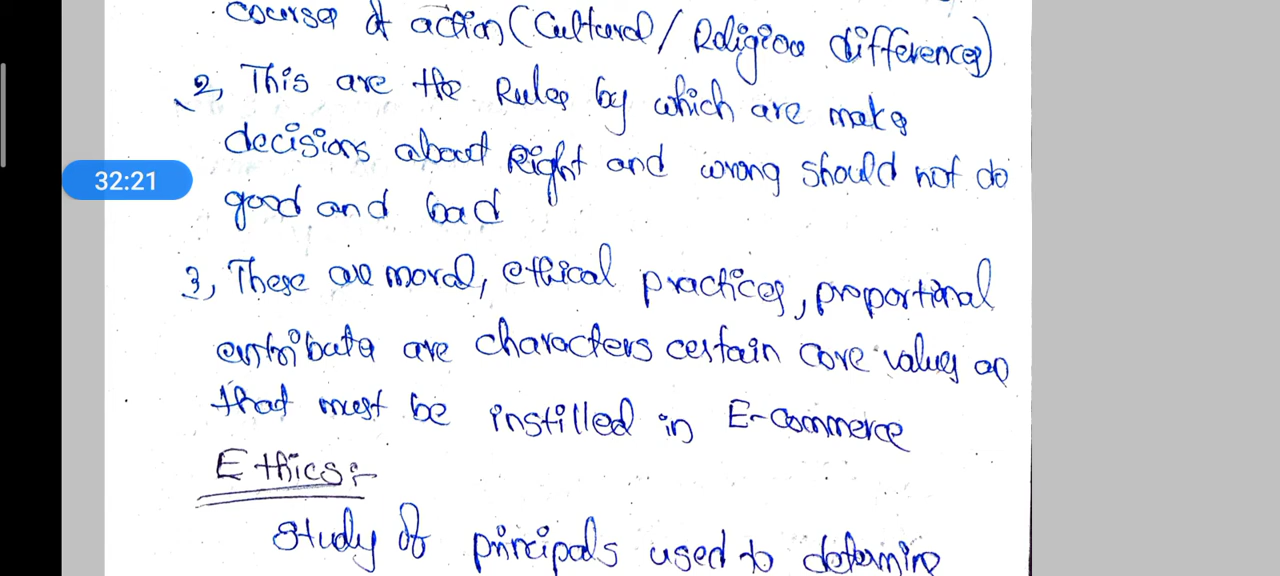 course of action (Cultural / Religion differences)
2, This are the Rules by which are make
decisions about Right and wrong should not do
32:21
good and bad
3, These are moral, ethical practices, proportional
attribute are characters certain core values as
that must be instilled in E-commerce
Ethics:-
study of principals used to determine